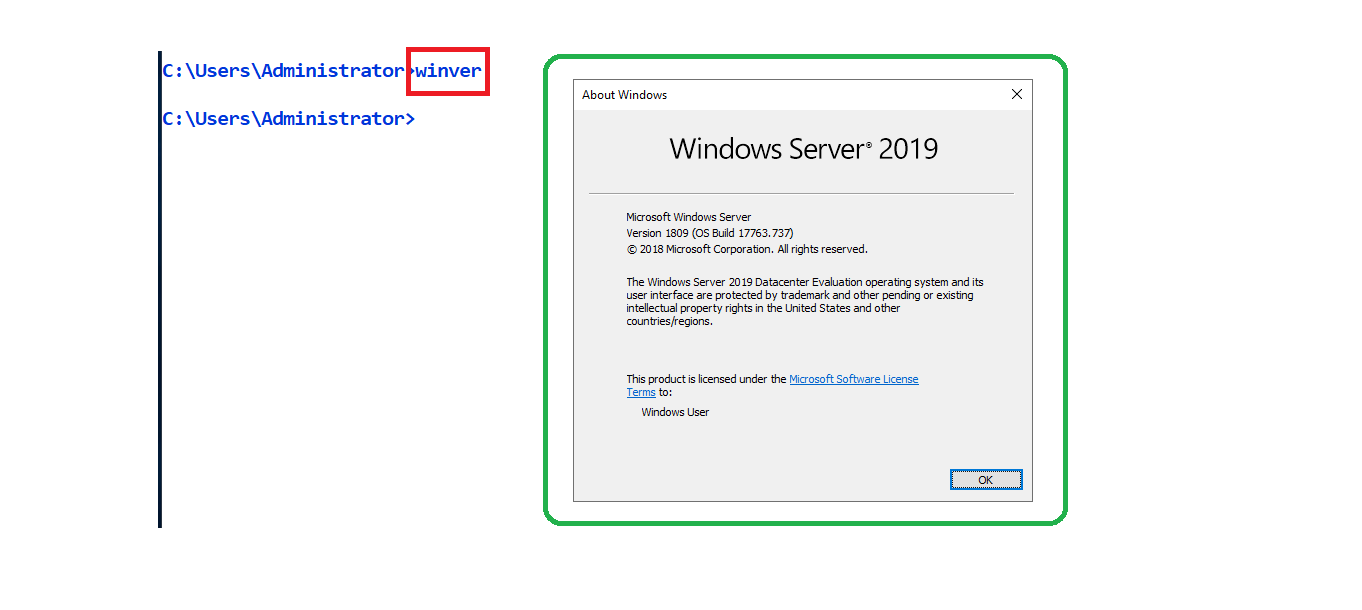 C:\Users\Administrator>winver
C:\Users\Administrator>
About Windows
Windows Server® 2019
Microsoft Windows Server
Version 1809 (OS Build 17763.737)
© 2018 Microsoft Corporation. All rights reserved.
The Windows Server 2019 Datacenter Evaluation operating system and its
user interface are protected by trademark and other pending or existing
intellectual property rights in the United States and other
countries/regions.
This product is licensed under the Microsoft Software License
Terms to:
Windows User
OK